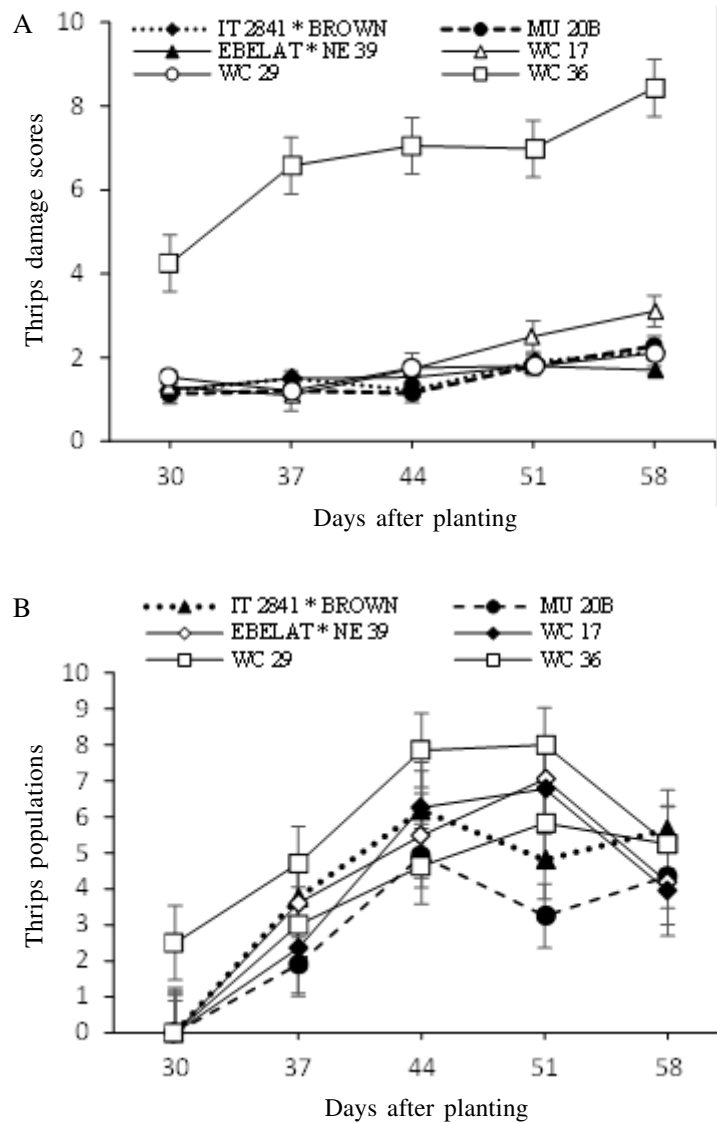 A
IT 2841 * BROWN
MU 20B
EBELAT * NE 39
WC 17
WC 29
WC 36
10
8
6
4
2
0
Thrips damage scores
30 37 44 51 58
Days after planting
B
IT 2841 * BROWN
MU 20B
EBELAT * NE 39
WC 17
WC 29
WC 36
10
9
8
7
6
5
4
3
2
1
0
Thrips populations
30 37 44 51 58
Days after planting